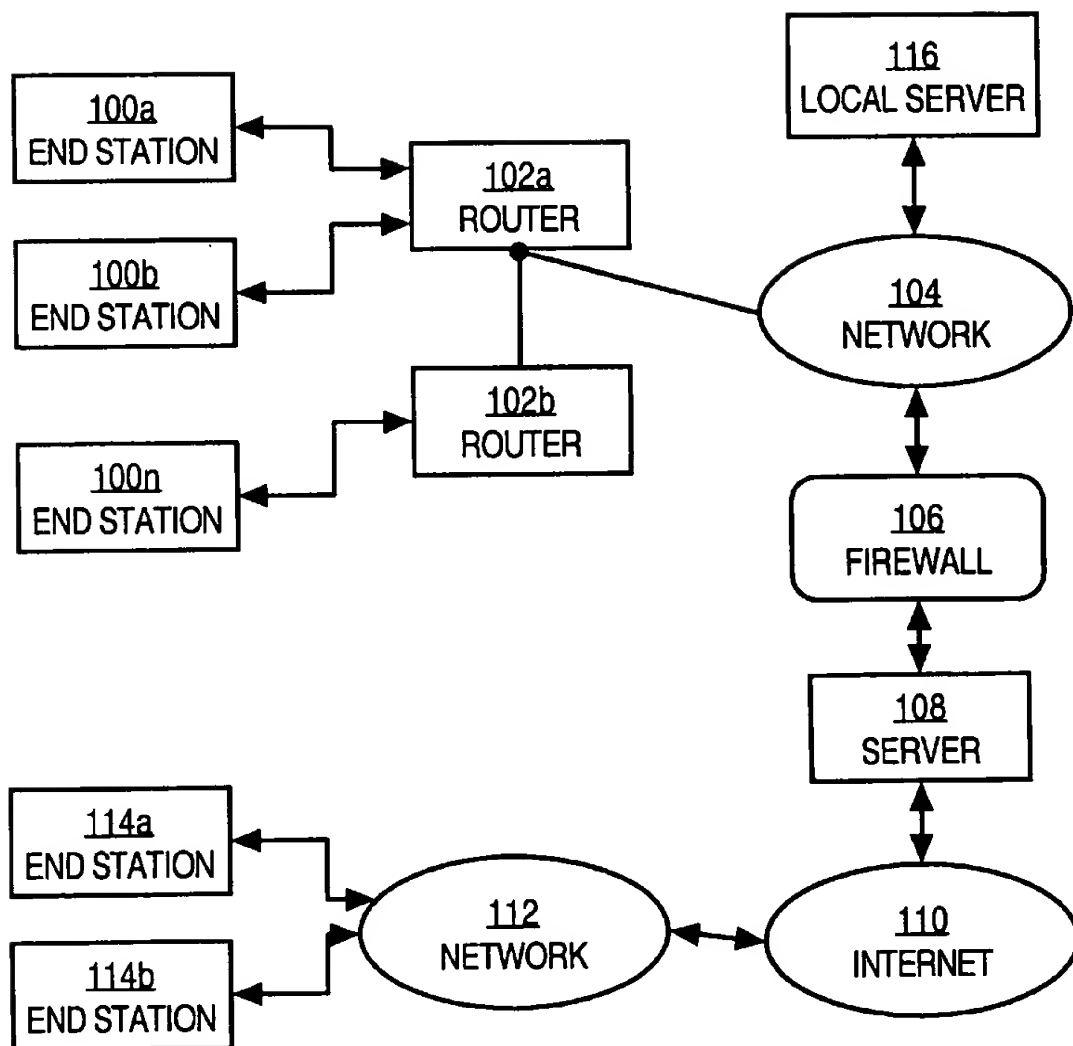 116
LOCAL SERVER
100a
END STATION
102a
ROUTER
100b
END STATION
104
NETWORK
102b
ROUTER
100n
END STATION
106
FIREWALL
108
SERVER
114a
END STATION
112
NETWORK
110
INTERNET
114b
END STATION